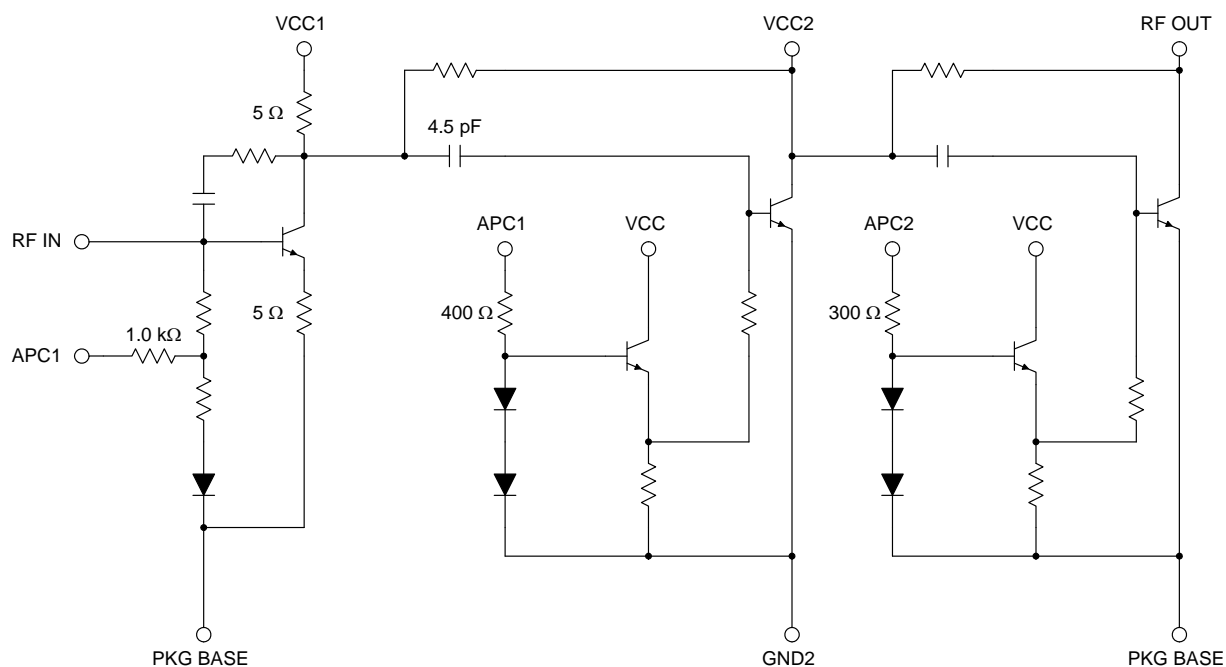 VCC1
VCC2
RF OUT
5 Ω
4.5 pF
RF IN
APC1
VCC
APC2
VCC
5 Ω
400 Ω
300 Ω
1.0 kΩ
APC1
PKG BASE
GND2
PKG BASE